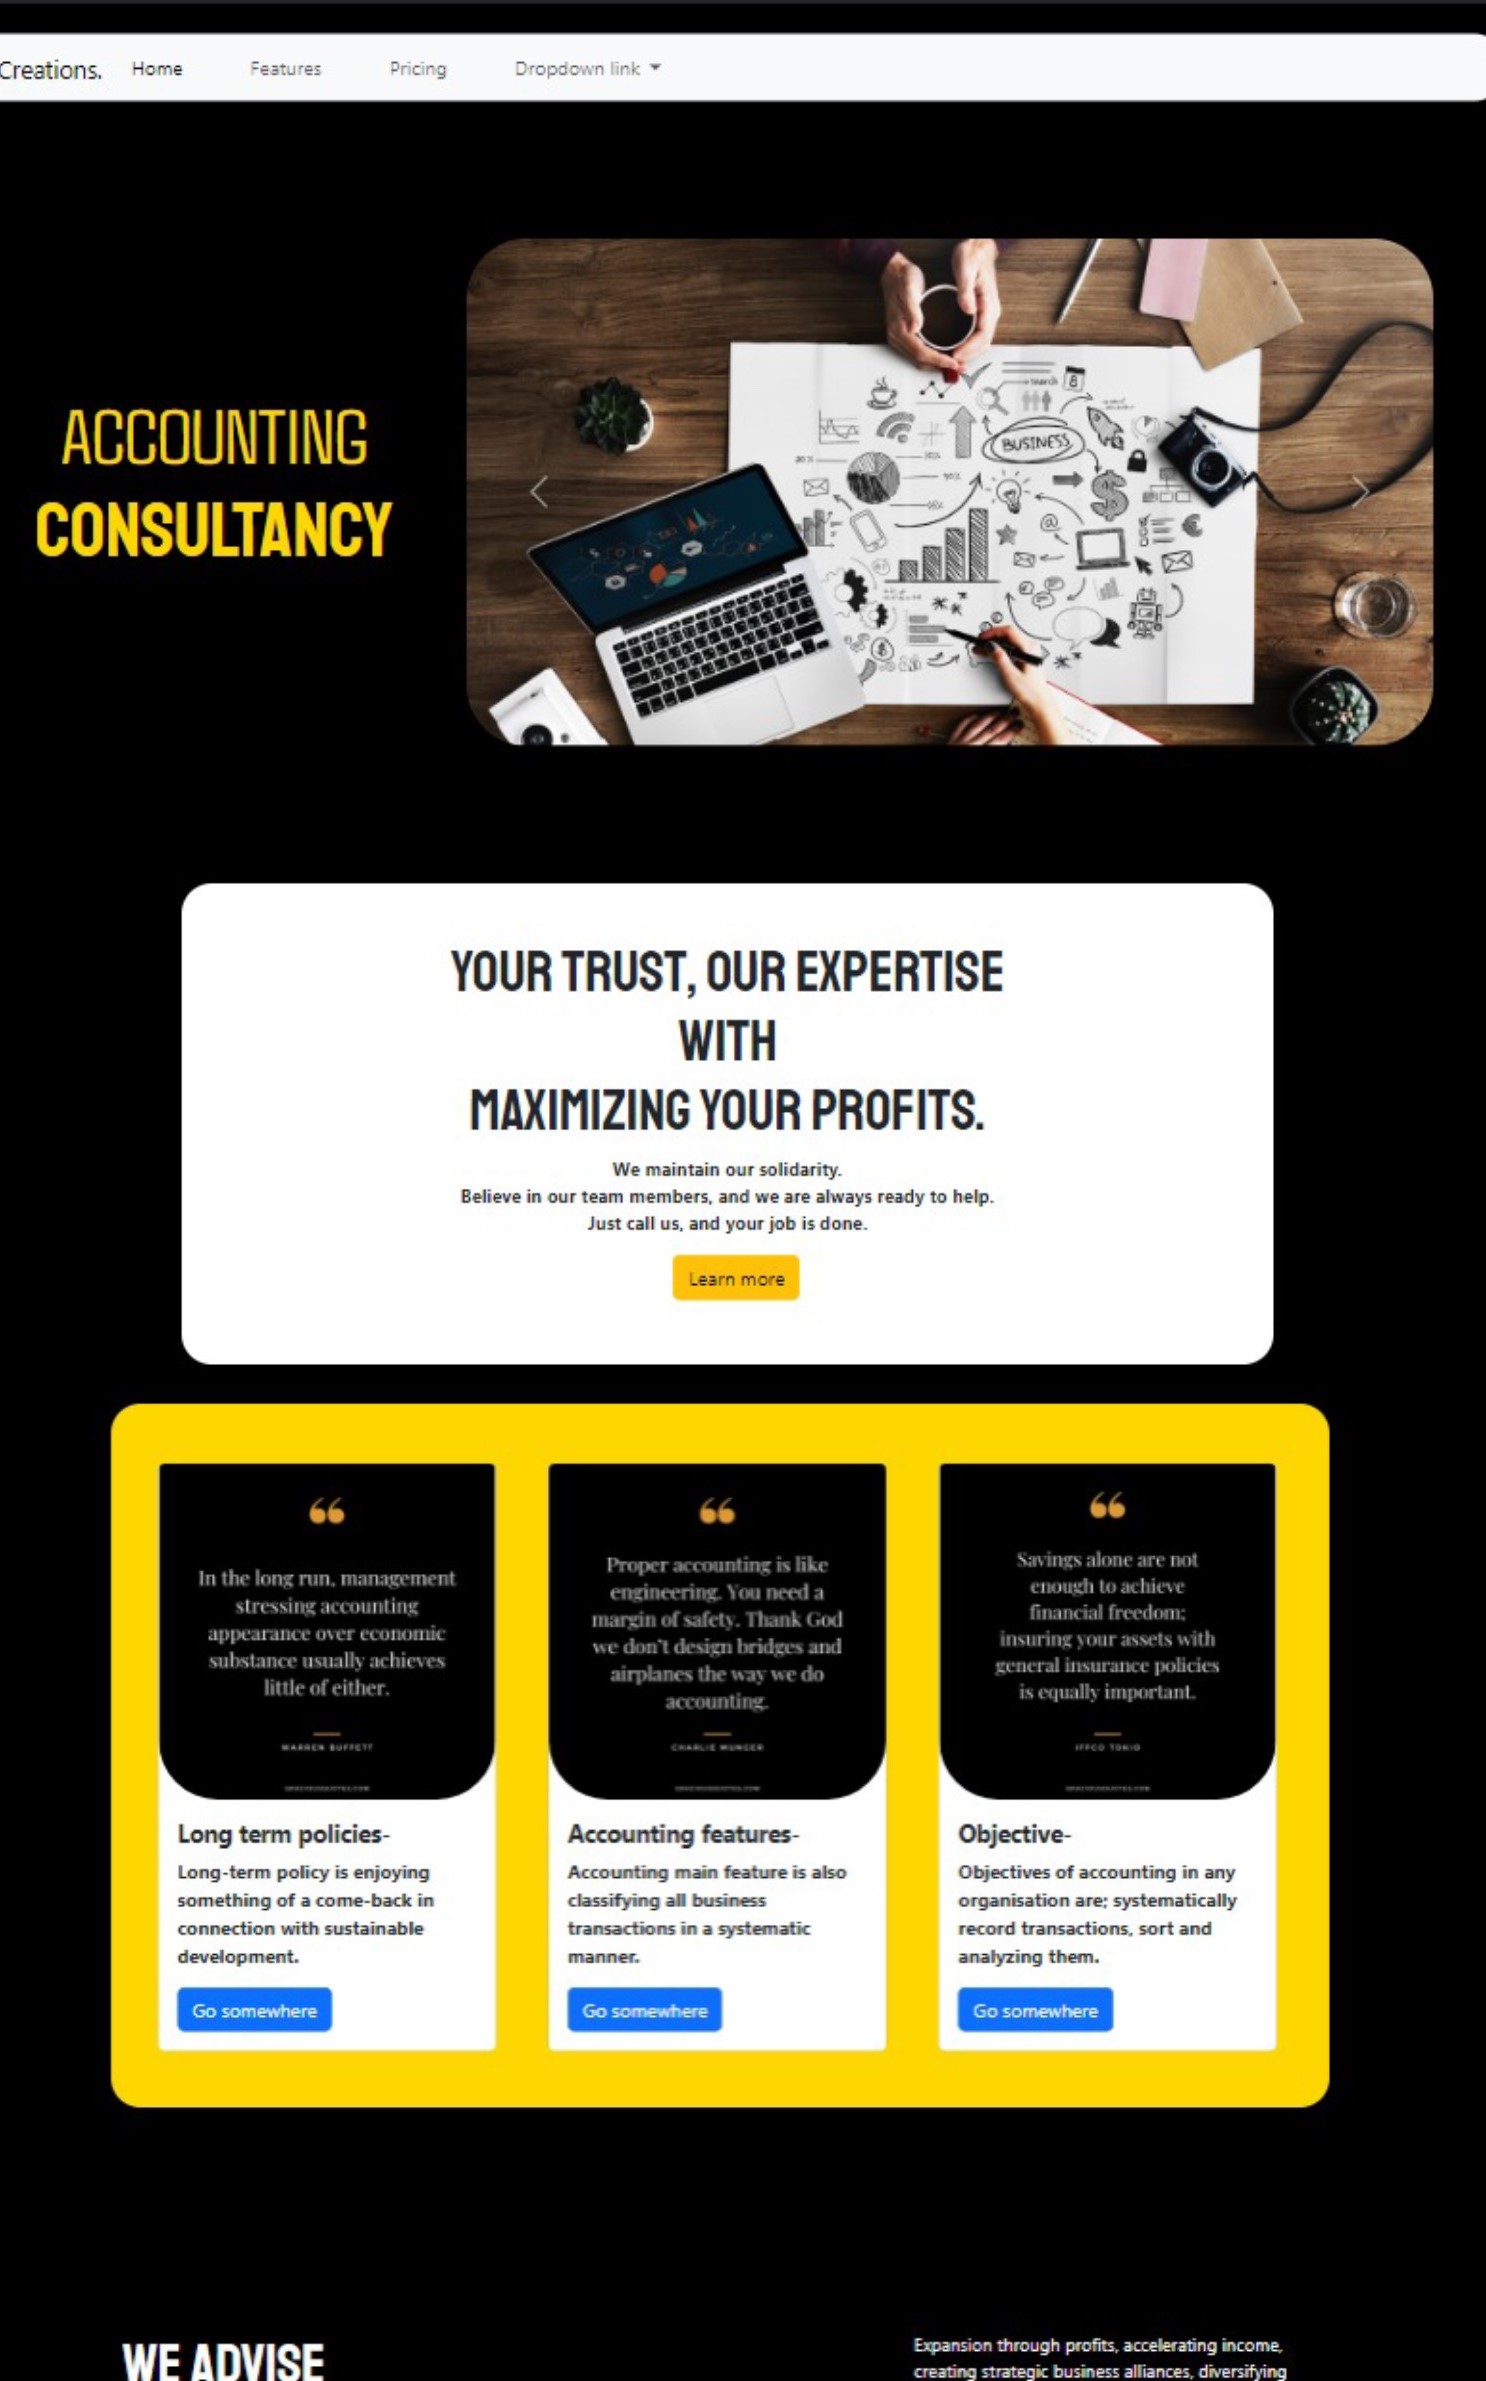 Creations. Home Features Pricing Dropdown link
ACCOUNTING
CONSULTANCY
search
8
BUSINESS
YOUR TRUST, OUR EXPERTISE
WITH
MAXIMIZING YOUR PROFITS.
We maintain our solidarity.
Believe in our team members, and we are always ready to help.
Just call us, and your job is done.
Learn more
In the long run, management
stressing accounting
appearance over economic
substance usually achieves
little of either.
WARREN BUFFETT
Long term policies-
Long-term policy is enjoying
something of a come-back in
connection with sustainable
development.
Go somewhere
Proper accounting is like
engineering. You need a
margin of safety. Thank God
we don't design bridges and
airplanes the way we do
accounting.
CHARLIE MUNGER
Accounting features-
Accounting main feature is also
classifying all business
transactions in a systematic
manner.
Go somewhere
Savings alone are not
enough to achieve
financial freedom;
insuring your assets with
general insurance policies
is equally important.
IFFCO TOKIO
Objective-
Objectives of accounting in any
organisation are; systematically
record transactions, sort and
analyzing them.
Go somewhere
WE ADVISE
Expansion through profits, accelerating income,
creating strategic business alliances, diversifying